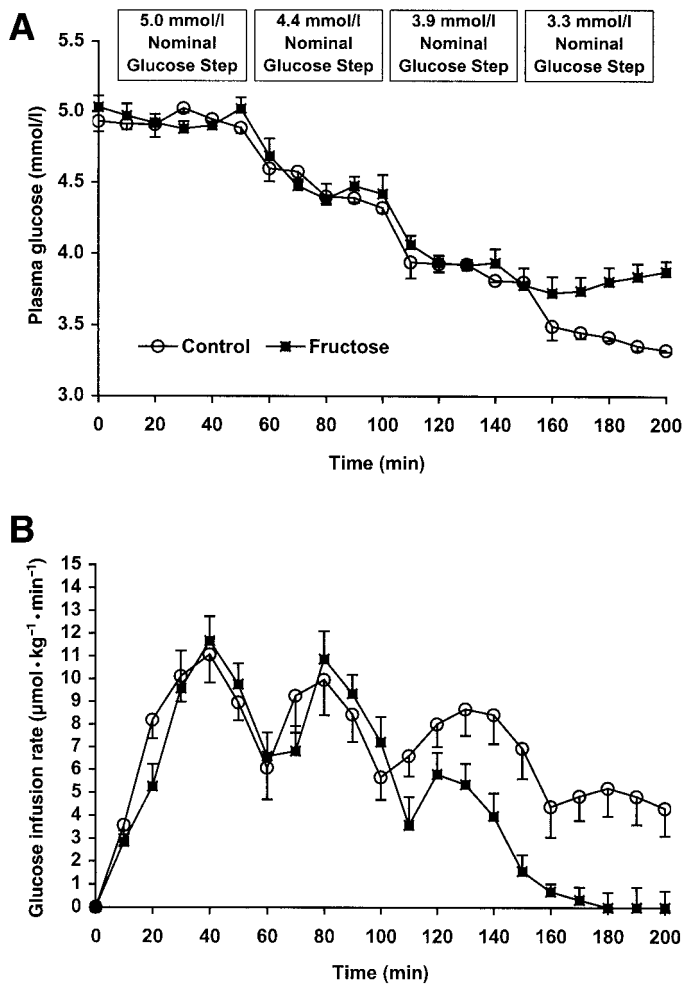 A
5.0 mmol/l
Nominal
Glucose Step
4.4 mmol/l
Nominal
Glucose Step
3.9 mmol/l
Nominal
Glucose Step
3.3 mmol/l
Nominal
Glucose Step
Plasma glucose (mmol/l)
5.5
5.0
4.5
4.0
3.5
3.0
Control Fructose
0 20 40 60 80 100 120 140 160 180 200
Time (min)
B
Glucose infusion rate (µmol·kg⁻¹·min⁻¹)
15
14
13
12
11
10
9
8
7
6
5
4
3
2
1
0
0 20 40 60 80 100 120 140 160 180 200
Time (min)